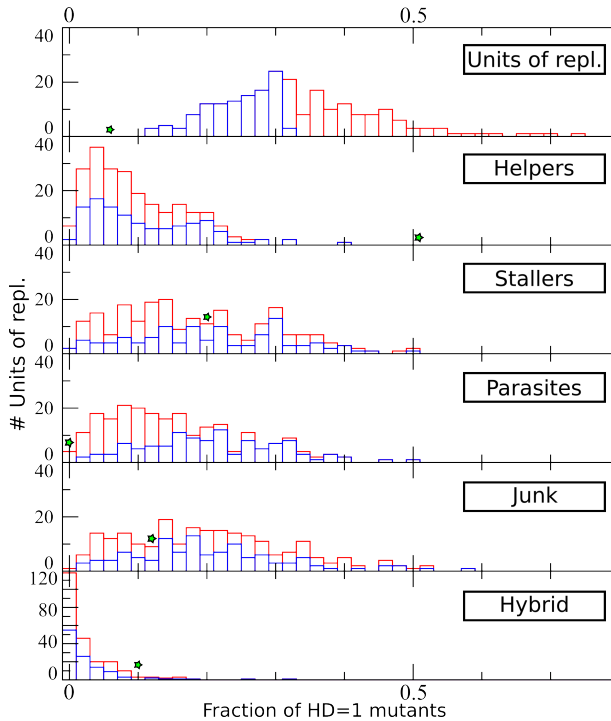 0 0.5
40
20
0
Units of repl.
40
20
0
Helpers
40
20
0
Stallers
40
20
0
Parasites
40
20
0
Junk
120
80
40
0
Hybrid
# Units of repl.
0 0.5
Fraction of HD=1 mutants